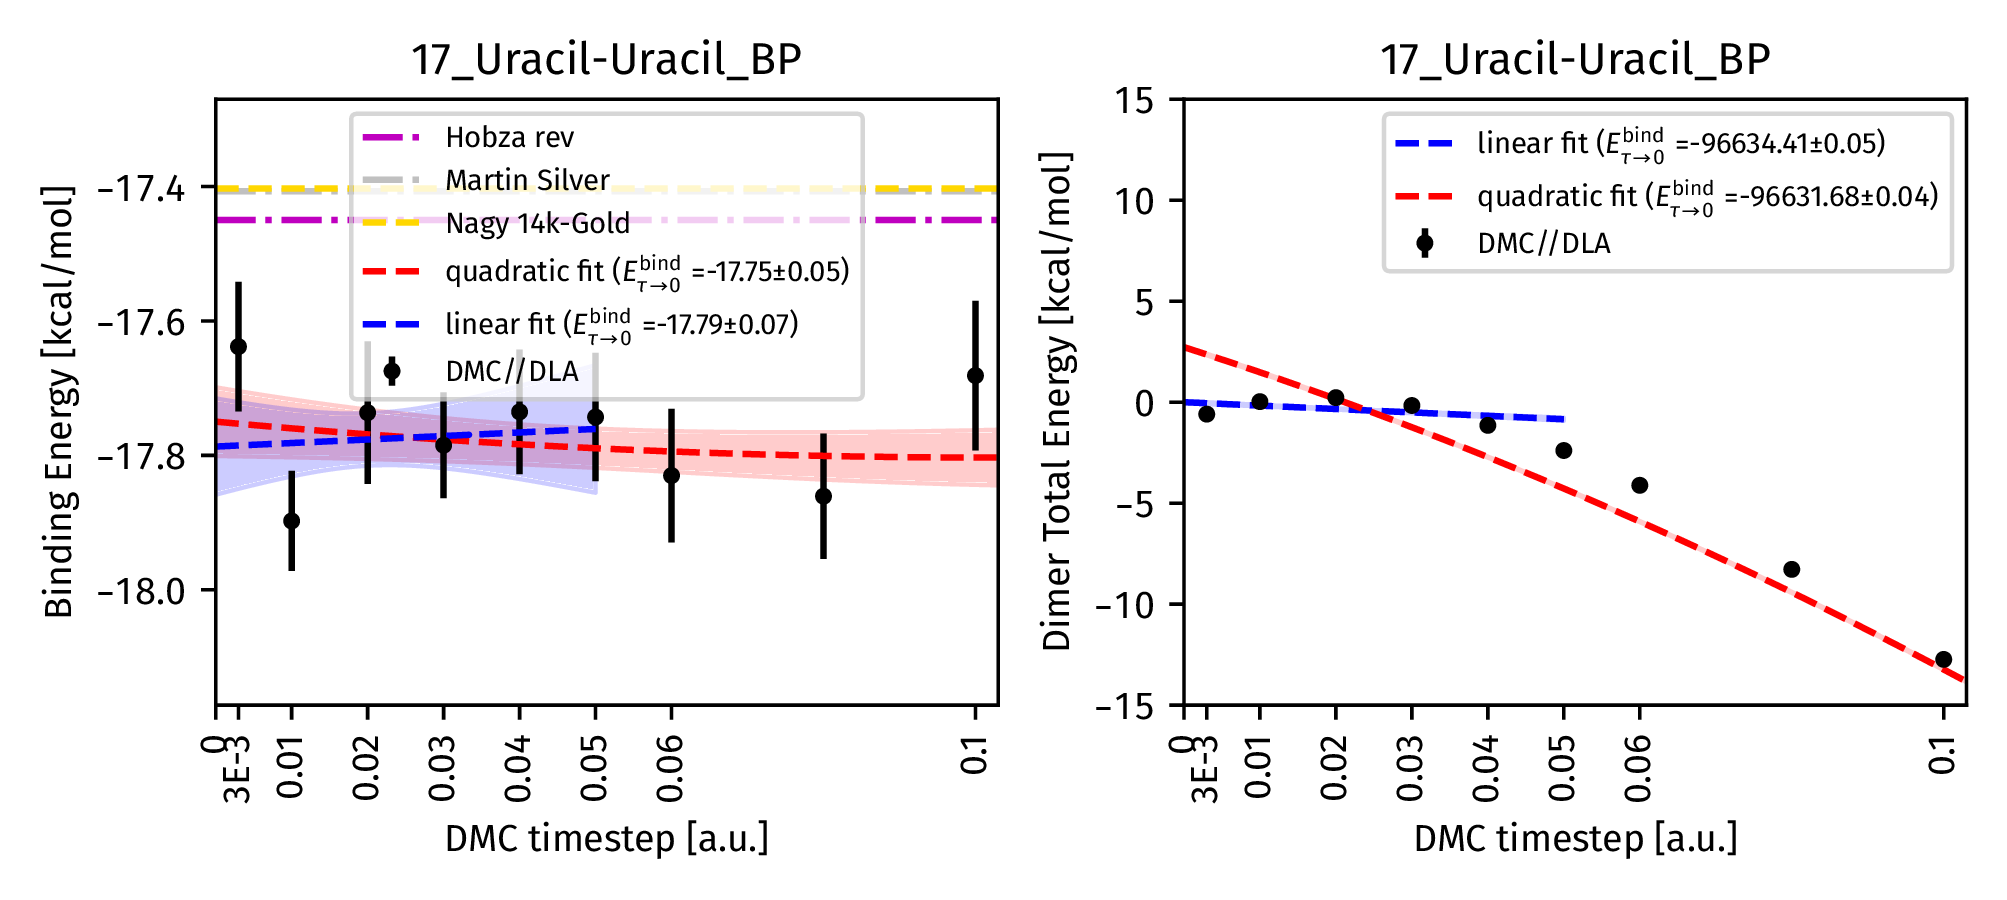 17_Uracil-Uracil_BP
Hobza rev
Martin Silver
Nagy 14k-Gold
quadratic fit (E^bind_τ→0 =-17.75±0.05)
linear fit (E^bind_τ→0 =-17.79±0.07)
DMC//DLA
−17.4
−17.6
−17.8
−18.0
Binding Energy [kcal/mol]
0
3E-3
0.01
0.02
0.03
0.04
0.05
0.06
0.1
DMC timestep [a.u.]
17_Uracil-Uracil_BP
linear fit (E^bind_τ→0 =-96634.41±0.05)
quadratic fit (E^bind_τ→0 =-96631.68±0.04)
DMC//DLA
15
10
5
0
−5
−10
−15
Dimer Total Energy [kcal/mol]
0
3E-3
0.01
0.02
0.03
0.04
0.05
0.06
0.1
DMC timestep [a.u.]